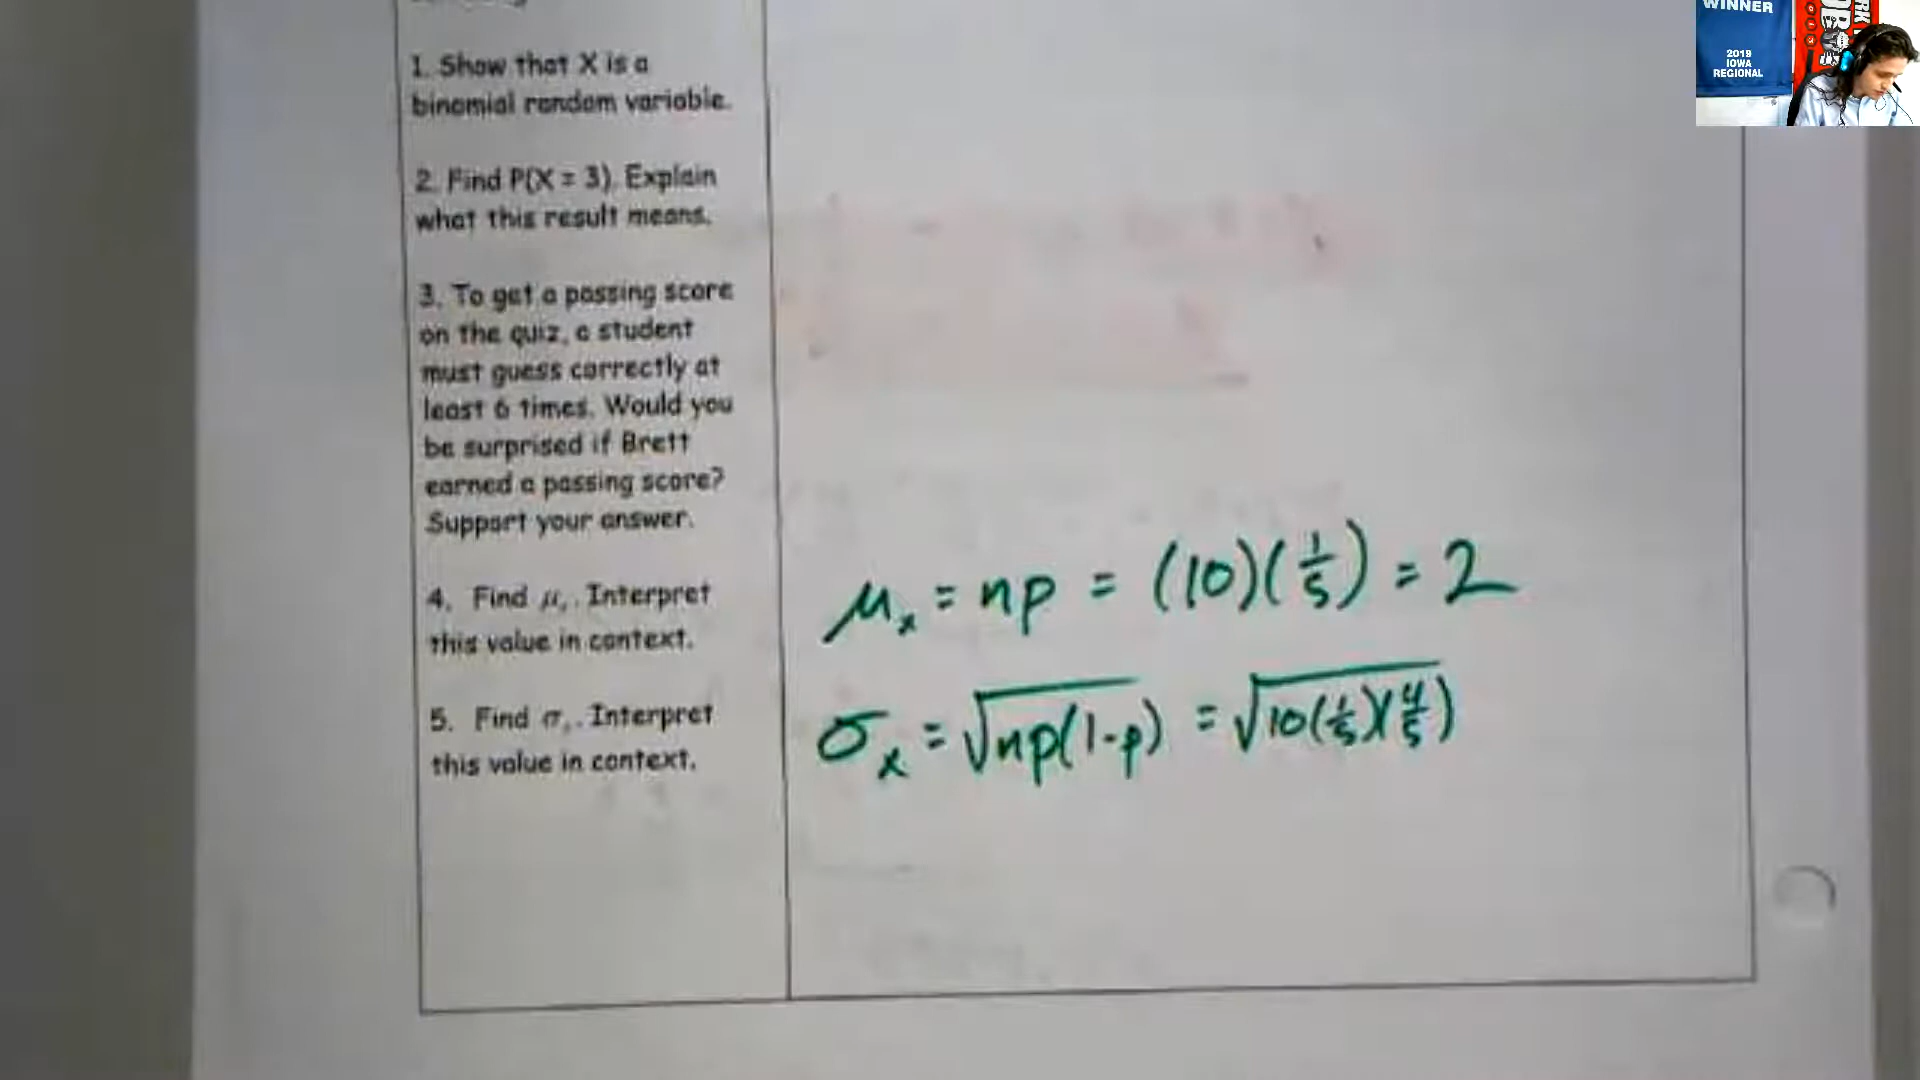 WINNER
2019
IOWA
REGIONAL
1. Show that X is a
binomial random variable.
2. Find P(X = 3). Explain
what this result means.
3. To get a passing score
on the quiz, a student
must guess correctly at
least 6 times. Would you
be surprised if Brett
earned a passing score?
Support your answer.
4. Find μₓ. Interpret
this value in context.
5. Find σₓ. Interpret
this value in context.
μₓ = np = (10)(1/5) = 2
σₓ = √np(1-p) = √10(1/5)(4/5)